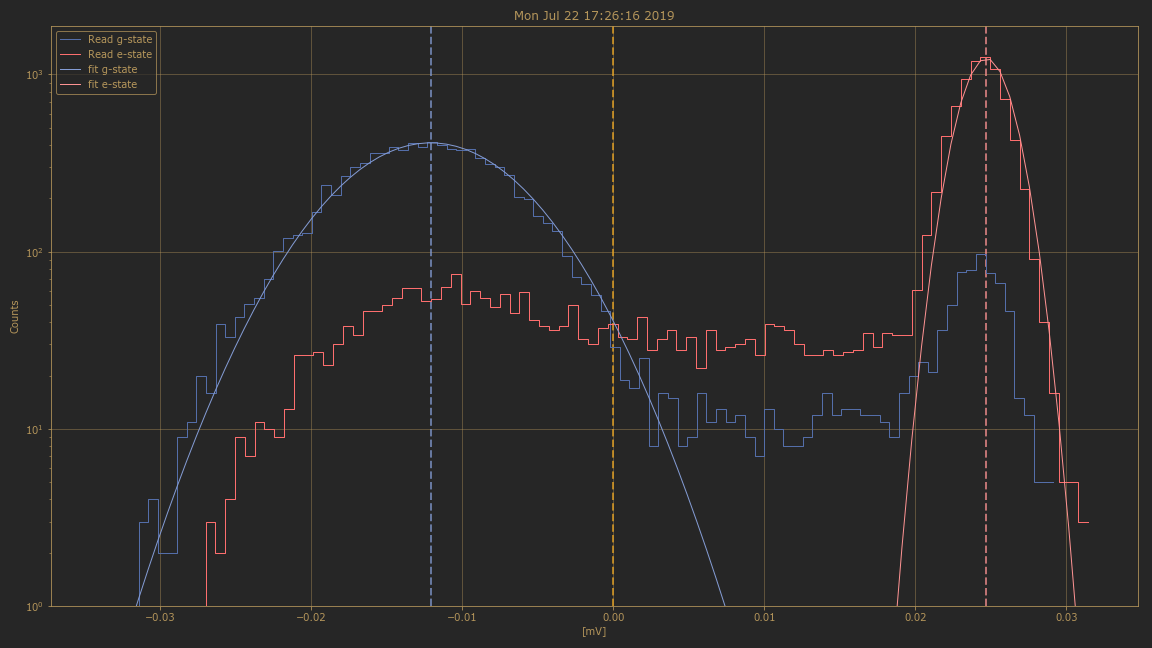 Mon Jul 22 17:26:16 2019
Read g-state
Read e-state
fit g-state
fit e-state
10³
10²
10¹
10⁰
Counts
−0.03
−0.02
−0.01
0.00
0.01
0.02
0.03
[mV]